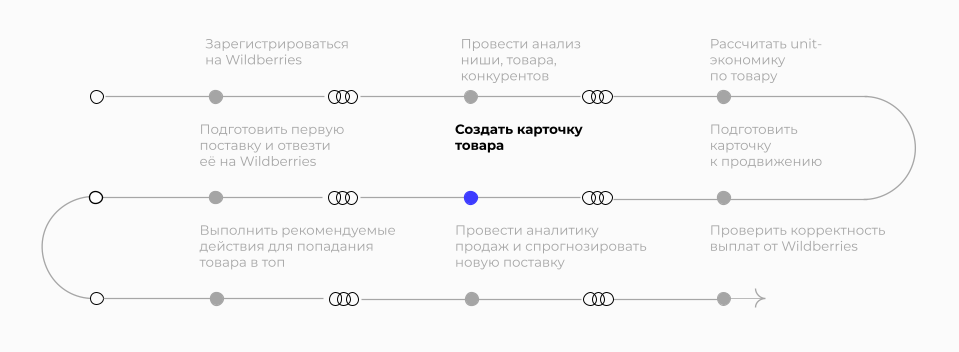 Зарегистрироваться
на Wildberries
Провести анализ
ниши, товара,
конкурентов
Рассчитать unit-
экономику
по товару
Подготовить первую
поставку и отвезти
её на Wildberries
Создать карточку
товара
Подготовить
карточку
к продвижению
Выполнить рекомендуемые
действия для попадания
товара в топ
Провести аналитику
продаж и спрогнозировать
новую поставку
Проверить корректность
выплат от Wildberries